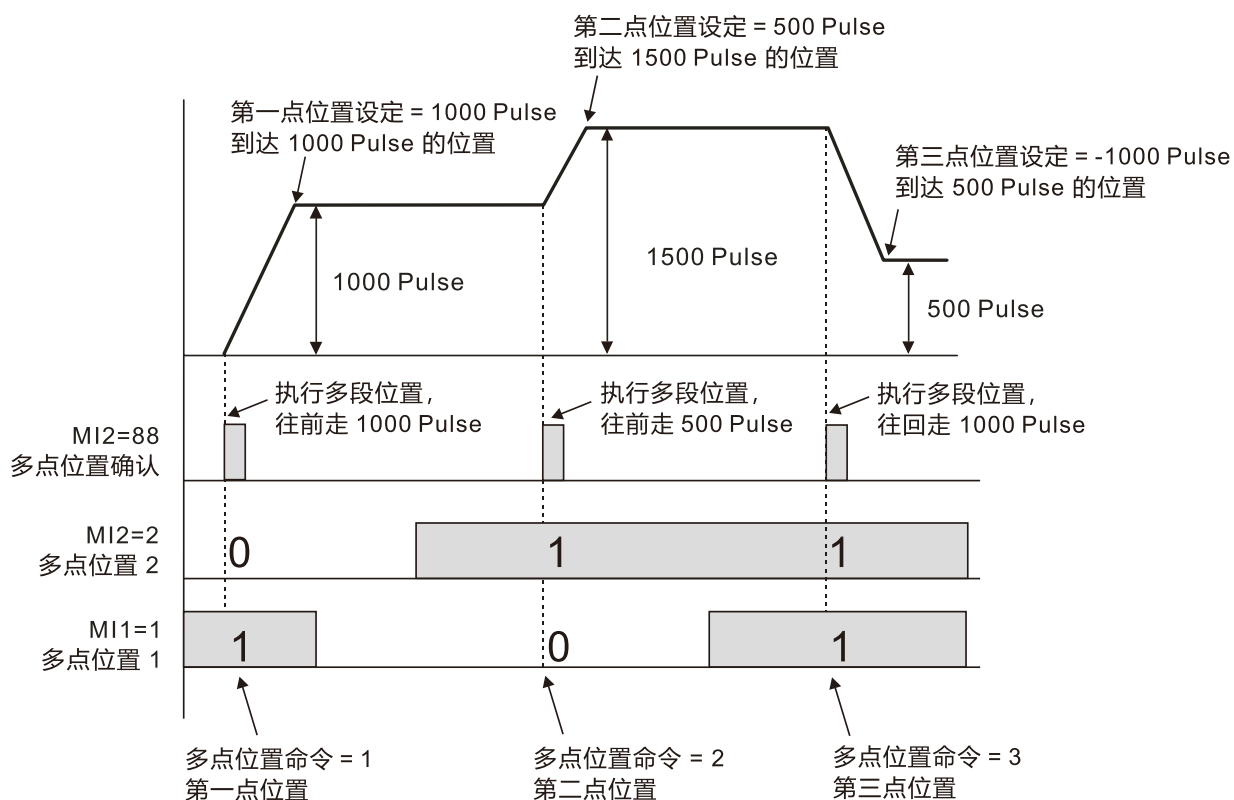 第二点位置设定 = 500 Pulse
到达 1500 Pulse 的位置
第一点位置设定 = 1000 Pulse
到达 1000 Pulse 的位置
第三点位置设定 = -1000 Pulse
到达 500 Pulse 的位置
1000 Pulse
1500 Pulse
500 Pulse
执行多段位置，
往前走 1000 Pulse
执行多段位置，
往前走 500 Pulse
执行多段位置，
往回走 1000 Pulse
MI2=88
多点位置确认
MI2=2
多点位置 2
0
1
1
MI1=1
多点位置 1
1
0
1
多点位置命令 = 1
第一点位置
多点位置命令 = 2
第二点位置
多点位置命令 = 3
第三点位置